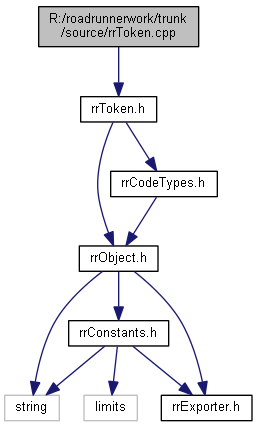 R:/roadrunnerwork/trunk
/source/rrToken.cpp
rrToken.h
rrCodeTypes.h
rrObject.h
rrConstants.h
string
limits
rrExporter.h